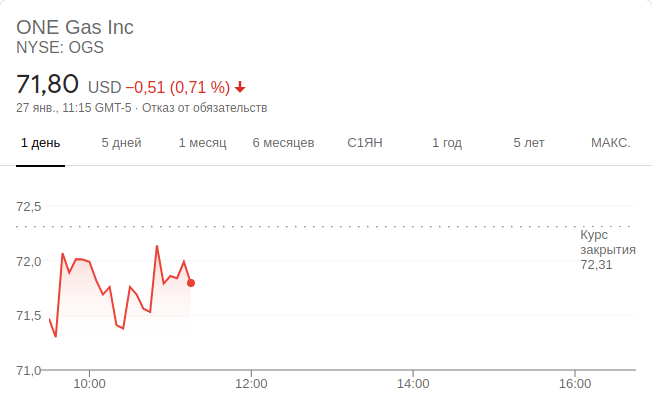 ONE Gas Inc
NYSE: OGS
71,80 USD −0,51 (0,71 %)
27 янв., 11:15 GMT-5 · Отказ от обязательств
1 день 5 дней 1 месяц 6 месяцев С1ЯН 1 год 5 лет МАКС.
72,5
Курс
закрытия
72,31
72,0
71,5
71,0
10:00 12:00 14:00 16:00